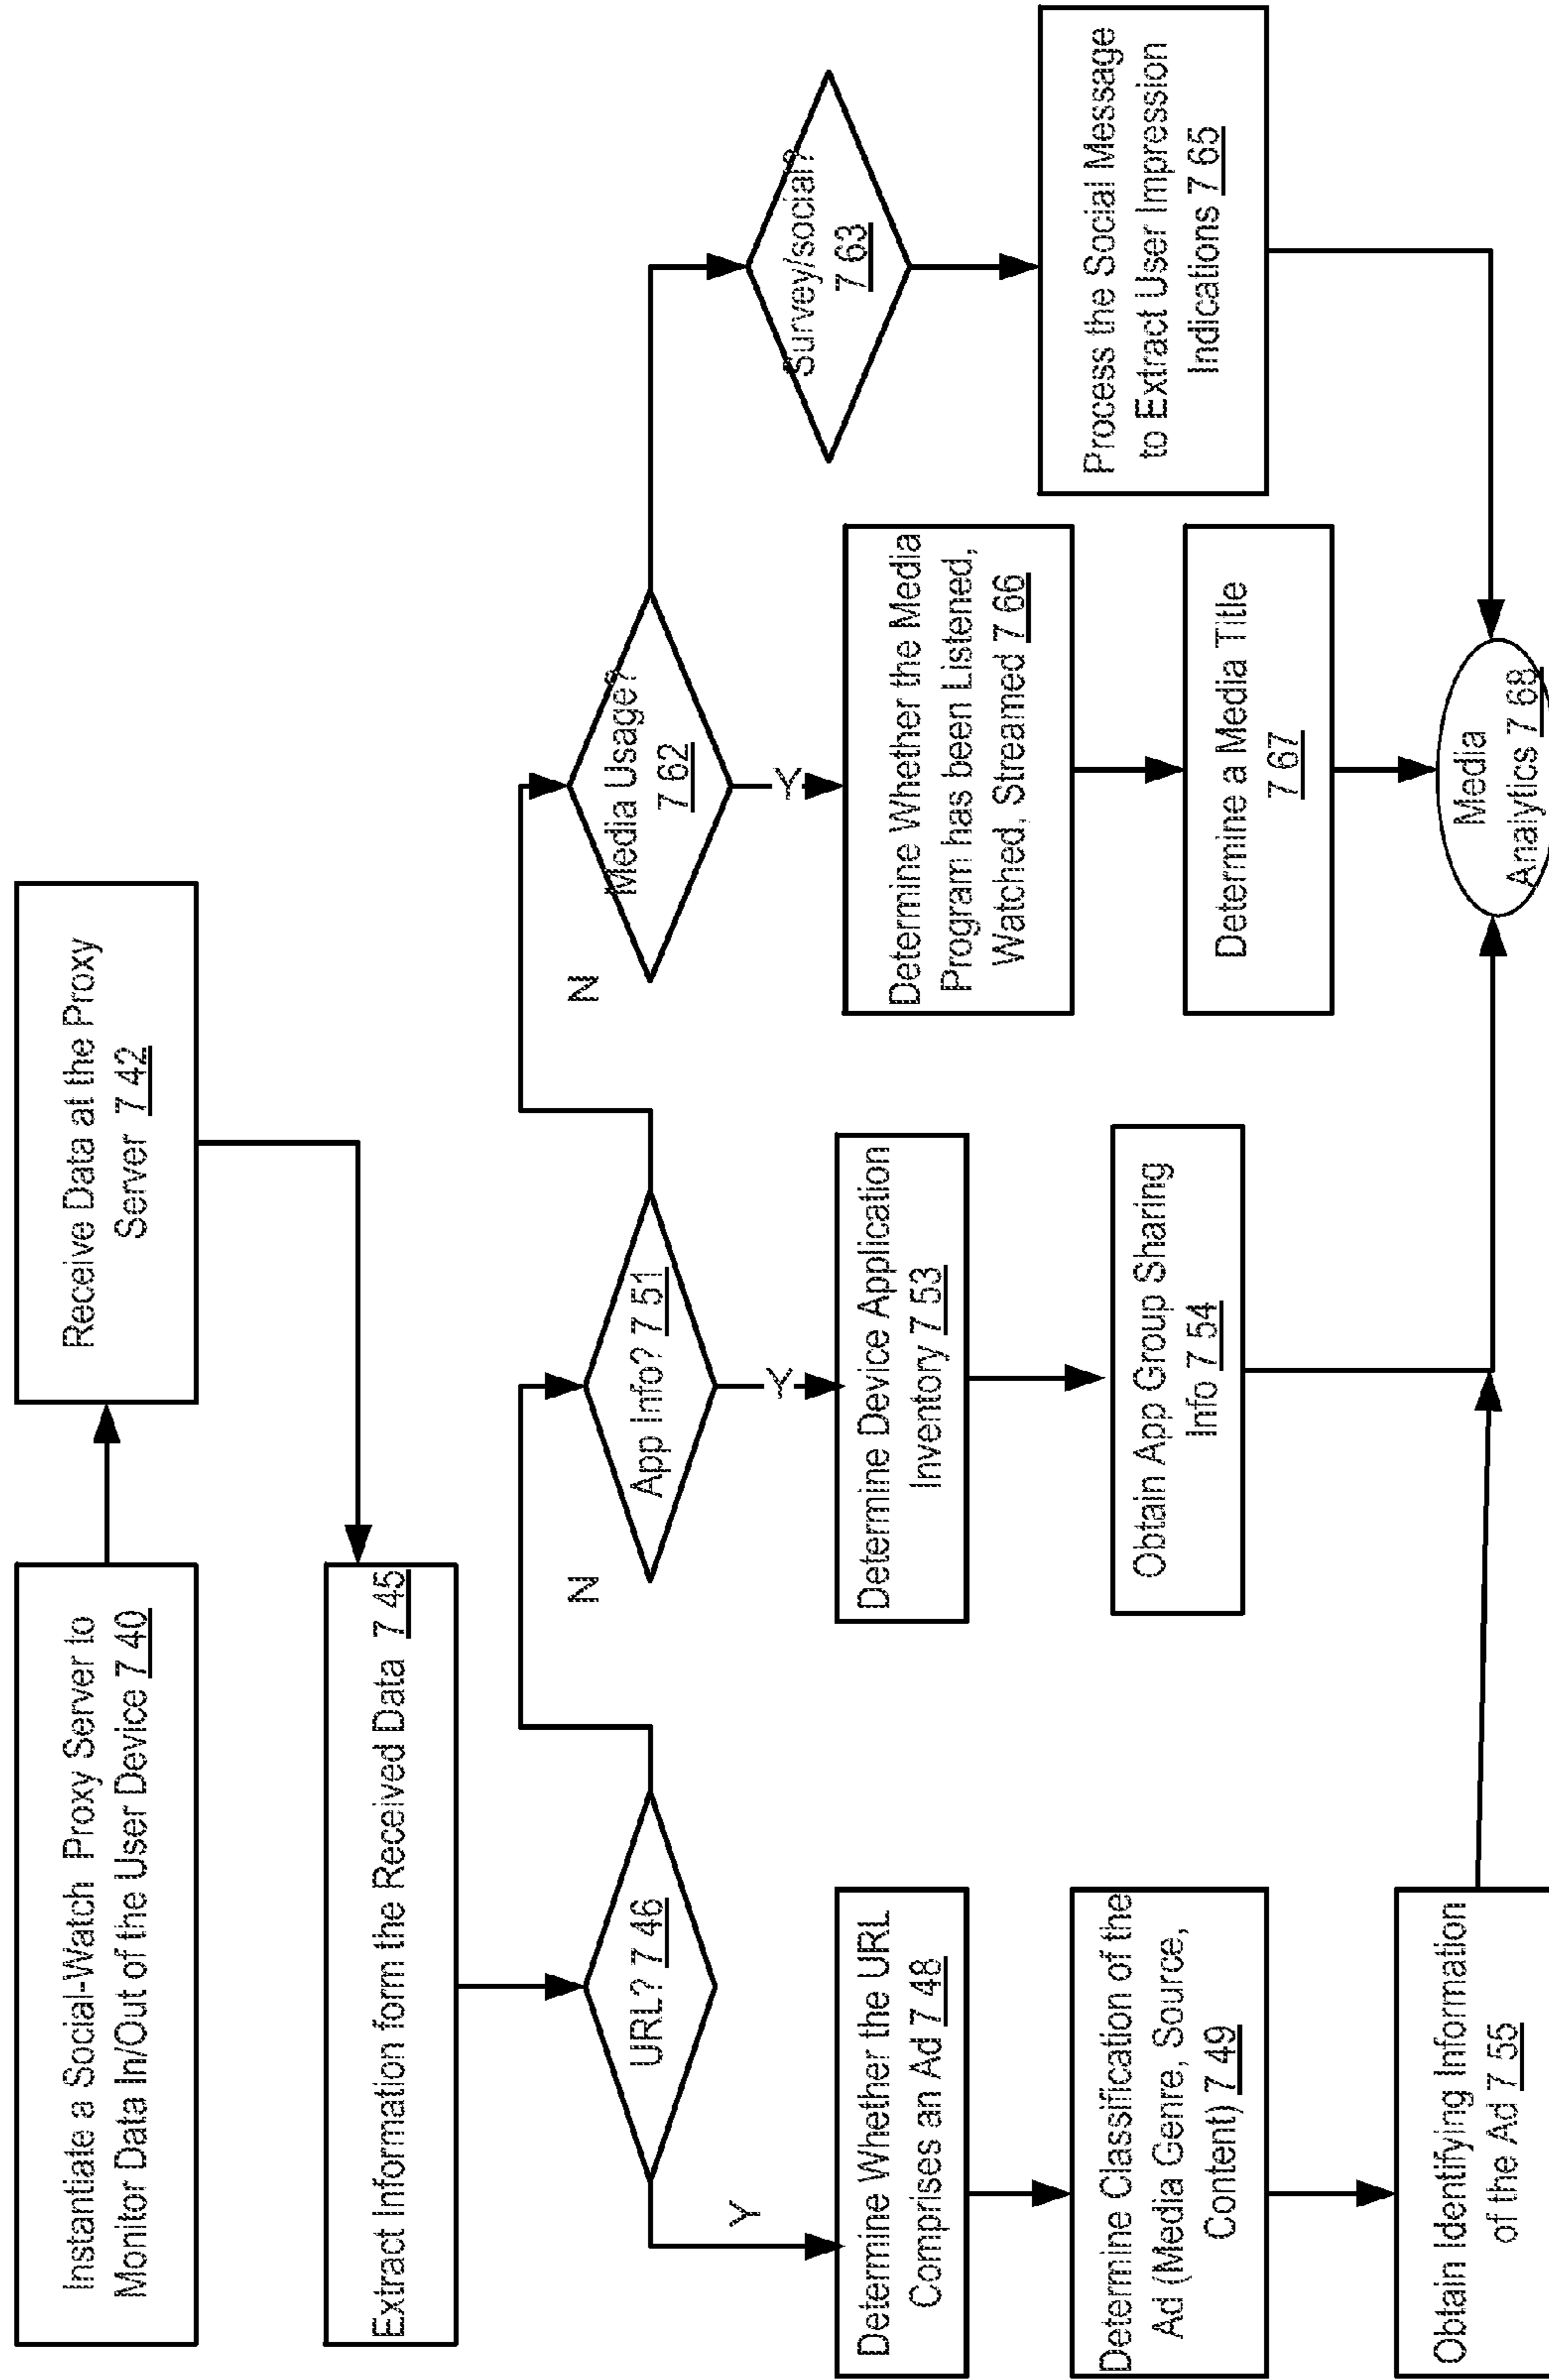 Instantiate a Social-Watch Proxy Server to
Monitor Data In/Out of the User Device 7 40
Receive Data at the Proxy
Server 7 42
Extract Information form the Received Data 7 45
URL? 7 46
N
Y
App Info? 7 51
N
Y
Media Usage?
7 62
Y
Survey/social?
7 63
Determine Whether the URL
Comprises an Ad 7 48
Determine Classification of the
Ad (Media Genre, Source,
Content) 7 49
Obtain Identifying Information
of the Ad 7 55
Determine Device Application
Inventory 7 53
Obtain App Group Sharing
Info 7 54
Determine Whether the Media
Program has been Listened,
Watched, Streamed 7 66
Determine a Media Title
7 67
Process the Social Message
to Extract User Impression
Indications 7 65
Media
Analytics 7 68